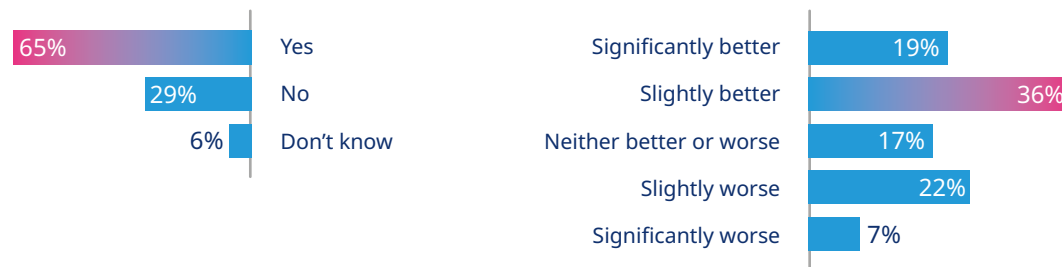 65% Yes
29% No
6% Don’t know
Significantly better 19%
Slightly better 36%
Neither better or worse 17%
Slightly worse 22%
Significantly worse 7%